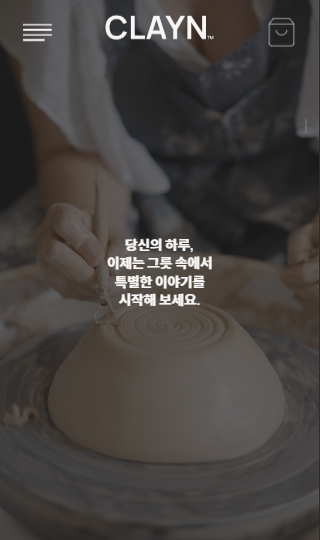 CLAYN™
당신의 하루,
이제는 그릇 속에서
특별한 이야기를
시작해 보세요.